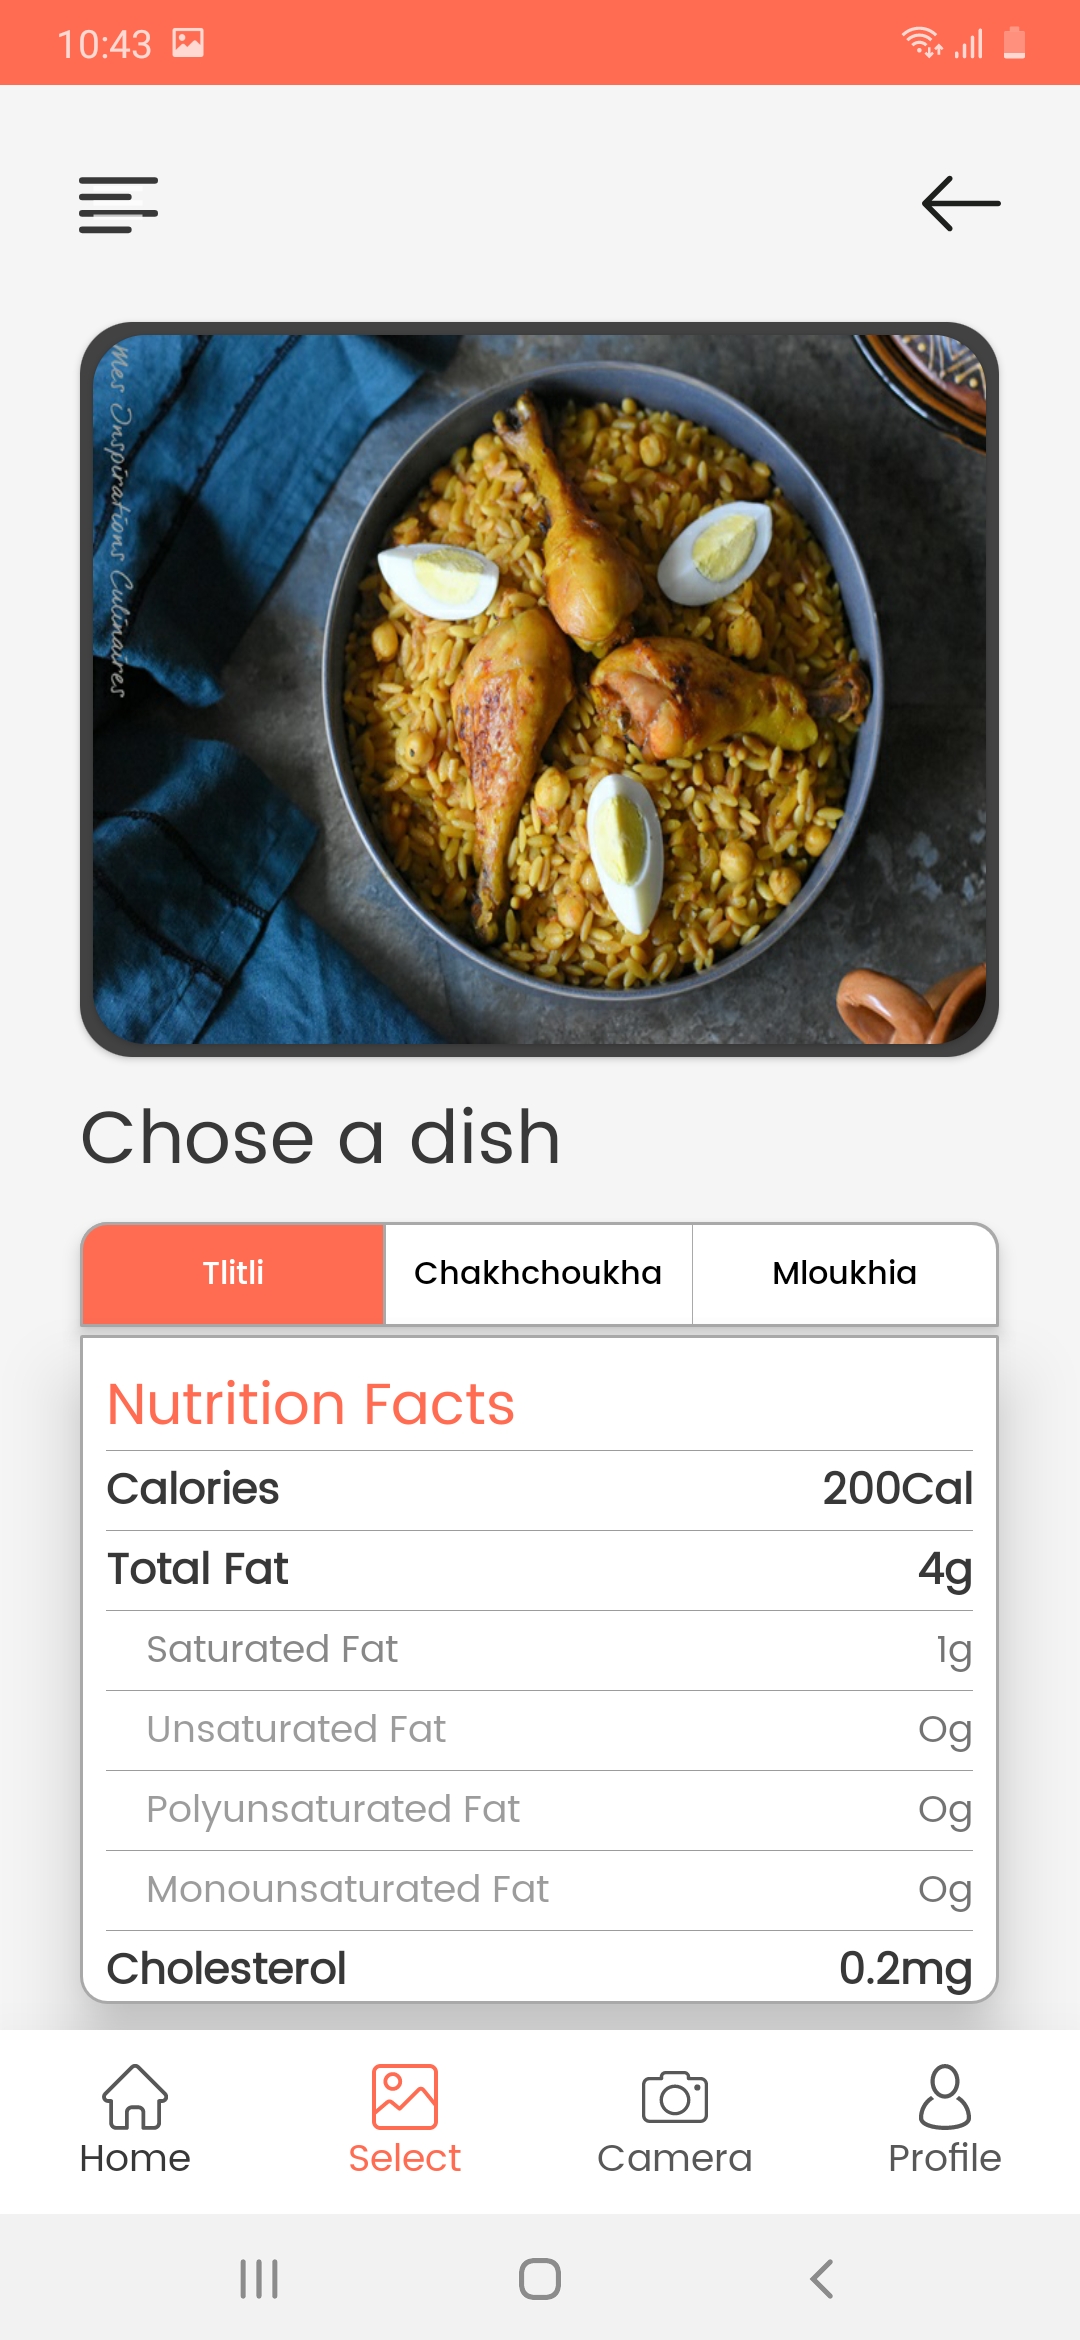 10:43
Mes Inspirations Culinaires
Chose a dish
Tlitli Chakhchoukha Mloukhia
Nutrition Facts
Calories 200Cal
Total Fat 4g
Saturated Fat 1g
Unsaturated Fat 0g
Polyunsaturated Fat 0g
Monounsaturated Fat 0g
Cholesterol 0.2mg
Home Select Camera Profile